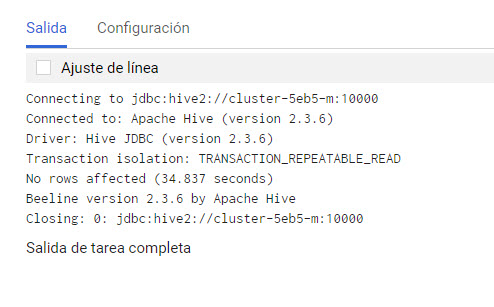 Salida Configuración
Ajuste de línea
Connecting to jdbc:hive2://cluster-5eb5-m:10000
Connected to: Apache Hive (version 2.3.6)
Driver: Hive JDBC (version 2.3.6)
Transaction isolation: TRANSACTION_REPEATABLE_READ
No rows affected (34.837 seconds)
Beeline version 2.3.6 by Apache Hive
Closing: 0: jdbc:hive2://cluster-5eb5-m:10000
Salida de tarea completa